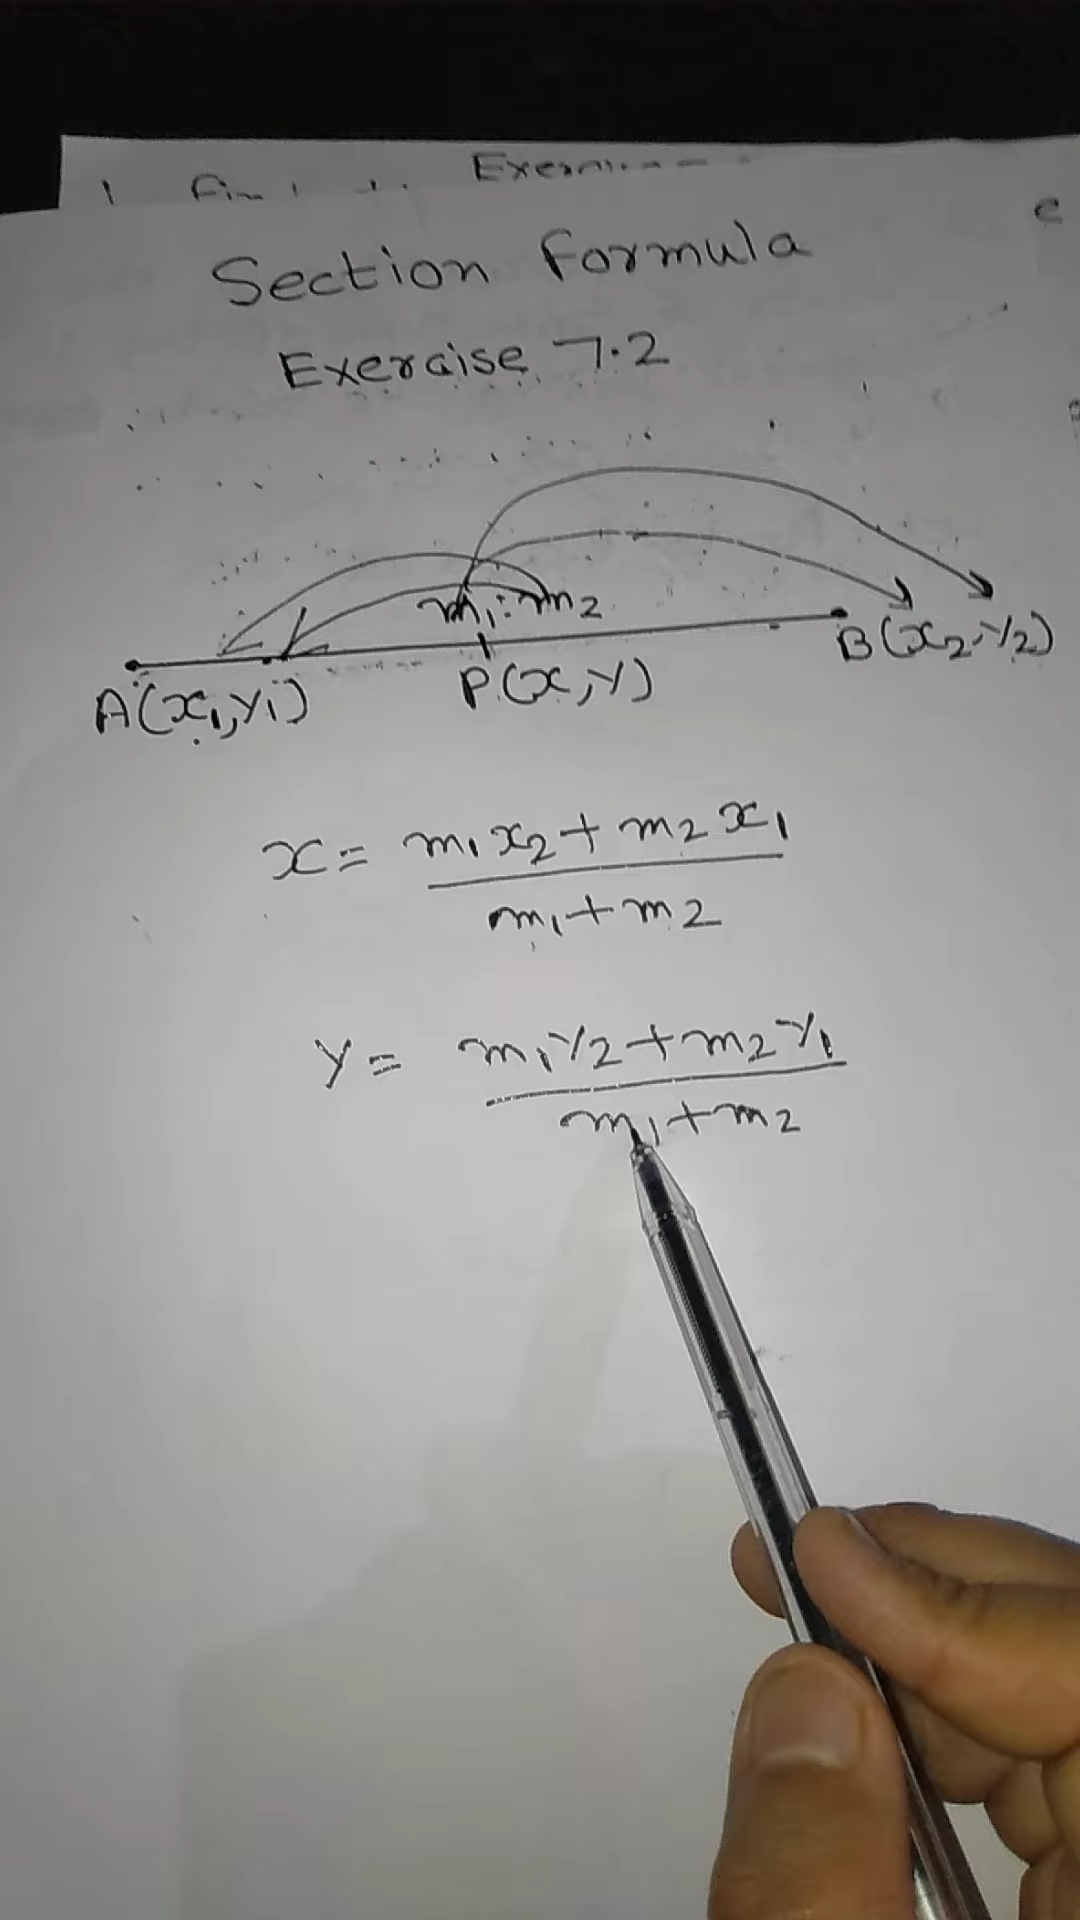 Section Formula
Exercise 7.2
m₁:m₂
A(x₁,y₁) P(x,y) B(x₂,y₂)
x = m₁x₂+m₂x₁
m₁+m₂
y = m₁y₂+m₂y₁
m₁+m₂